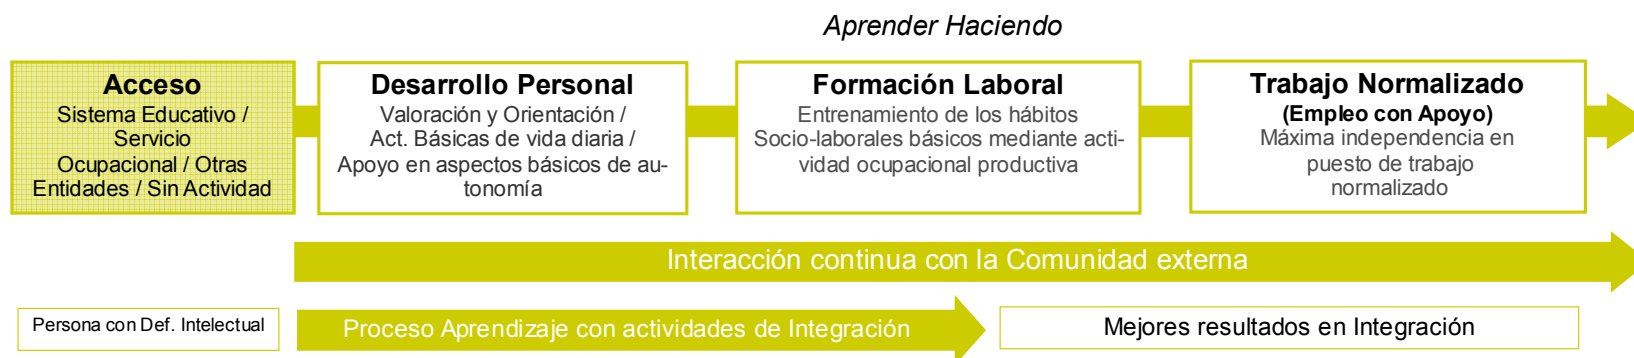 Aprender Haciendo
Acceso
Sistema Educativo /
Servicio
Ocupacional / Otras
Entidades / Sin Actividad
Desarrollo Personal
Valoración y Orientación /
Act. Básicas de vida diaria /
Apoyo en aspectos básicos de au-
tonomía
Formación Laboral
Entrenamiento de los hábitos
Socio-laborales básicos mediante acti-
vidad ocupacional productiva
Trabajo Normalizado
(Empleo con Apoyo)
Máxima independencia en
puesto de trabajo
normalizado
Interacción continua con la Comunidad externa
Persona con Def. Intelectual
Proceso Aprendizaje con actividades de Integración
Mejores resultados en Integración